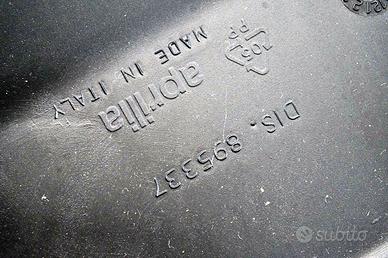 MADE IN ITALY
aprilia
DIS. 895337
PP
subito